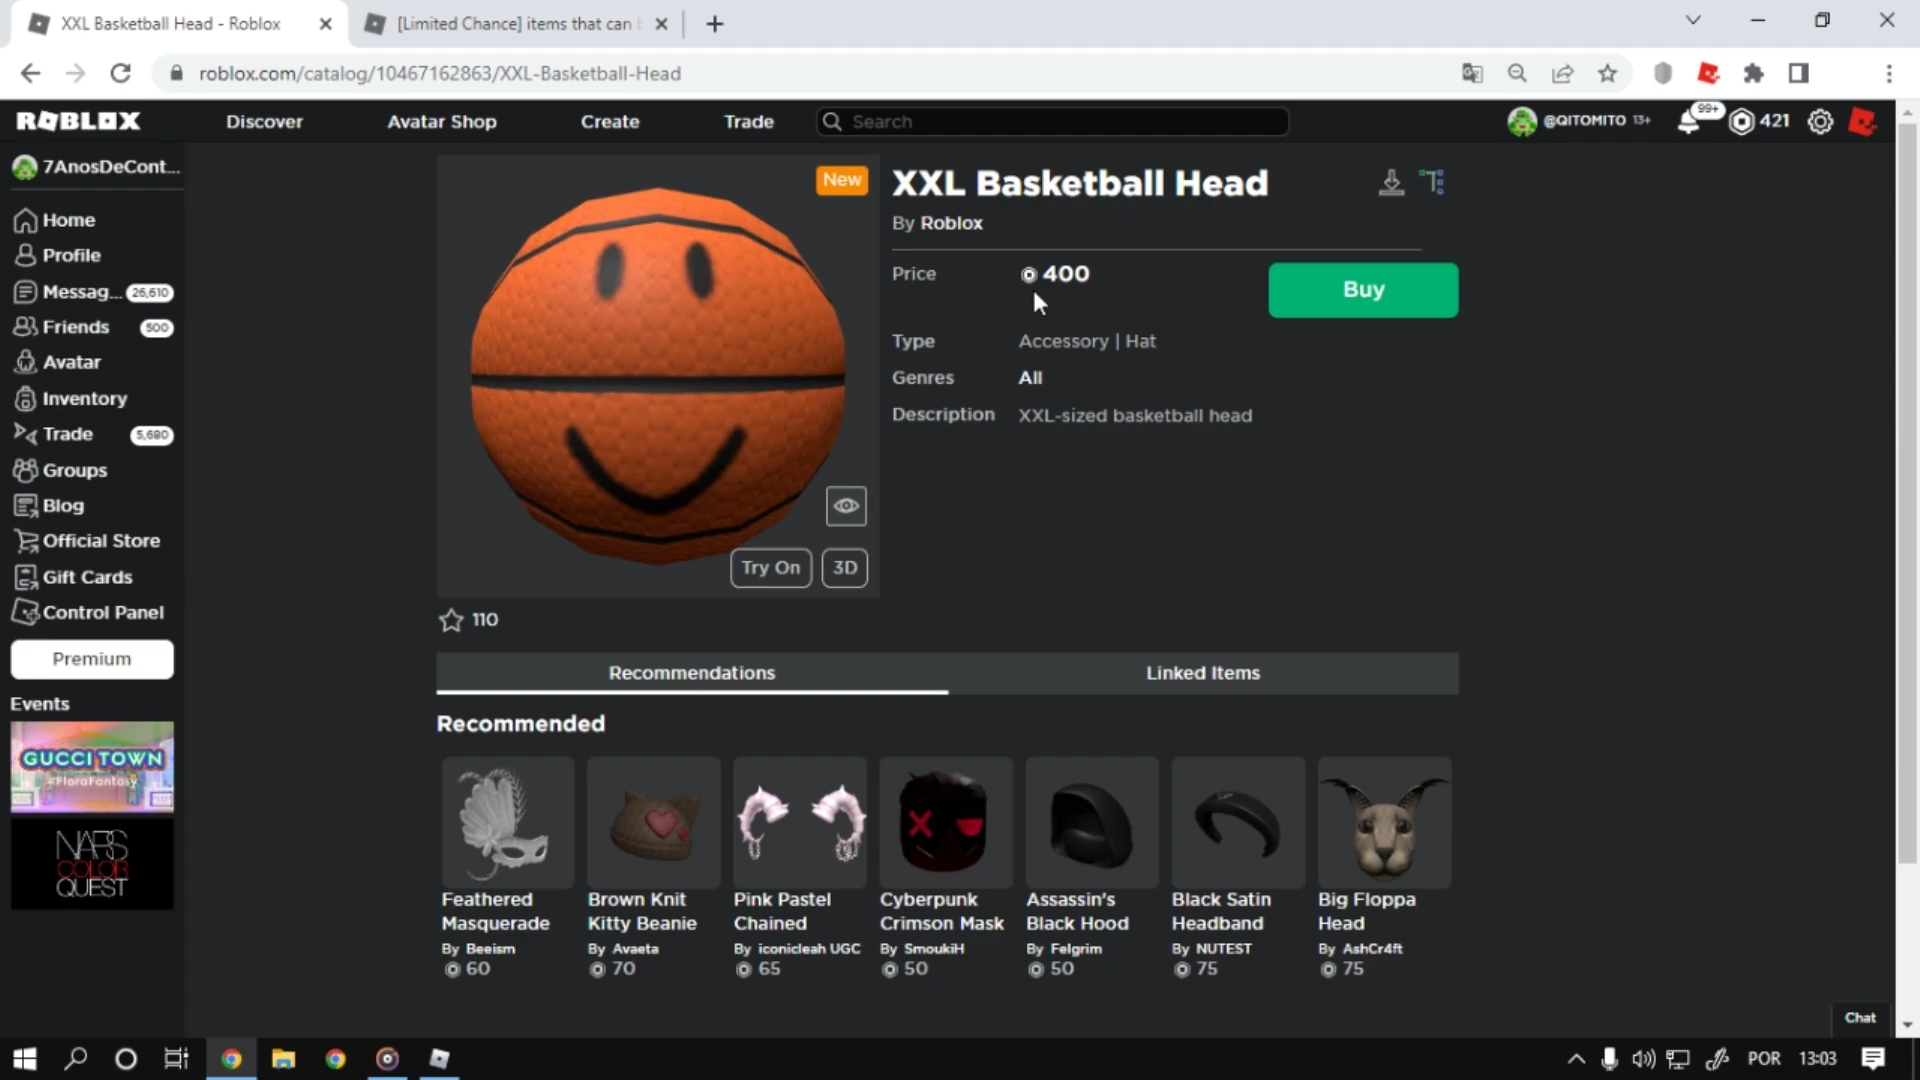 XXL Basketball Head - Roblox
[Limited Chance] items that can
roblox.com/catalog/10467162863/XXL-Basketball-Head
ROBLOX
Discover
Avatar Shop
Create
Trade
Search
@QITOMITO 13+
99+
421
7AnosDeCont...
Home
Profile
Messag... 26,610
Friends 500
Avatar
Inventory
Trade 5,680
Groups
Blog
Official Store
Gift Cards
Control Panel
Premium
Events
GUCCI TOWN
#FloraFantasy
NARS
COLOR
QUEST
New
Try On
3D
110
XXL Basketball Head
By Roblox
Price 400
Buy
Type Accessory | Hat
Genres All
Description XXL-sized basketball head
Recommendations
Linked Items
Recommended
Feathered
Masquerade
By Beeism
60
Brown Knit
Kitty Beanie
By Avaeta
70
Pink Pastel
Chained
By iconicleah UGC
65
Cyberpunk
Crimson Mask
By SmoukiH
50
Assassin's
Black Hood
By Felgrim
50
Black Satin
Headband
By NUTEST
75
Big Floppa
Head
By AshCr4ft
75
Chat
POR
13:03